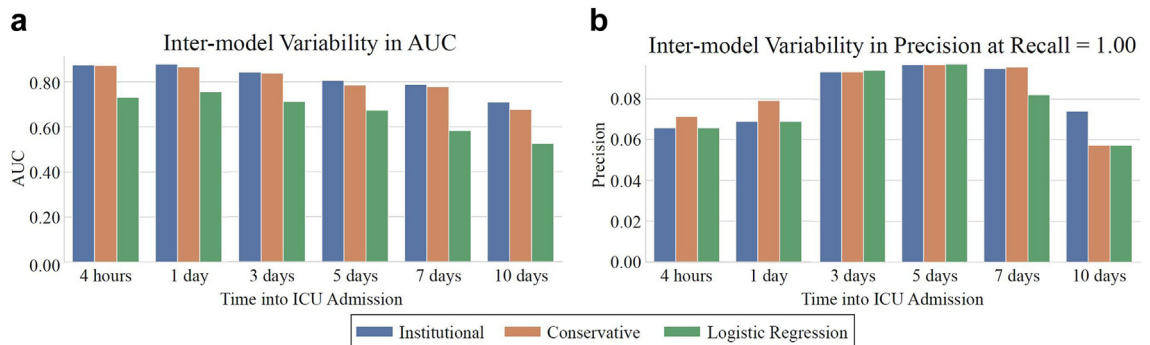 a
Inter-model Variability in AUC
0.80
0.60
0.40
0.20
0.00
AUC
4 hours 1 day 3 days 5 days 7 days 10 days
Time into ICU Admission
b
Inter-model Variability in Precision at Recall = 1.00
0.08
0.06
0.04
0.02
0.00
Precision
4 hours 1 day 3 days 5 days 7 days 10 days
Time into ICU Admission
Institutional Conservative Logistic Regression